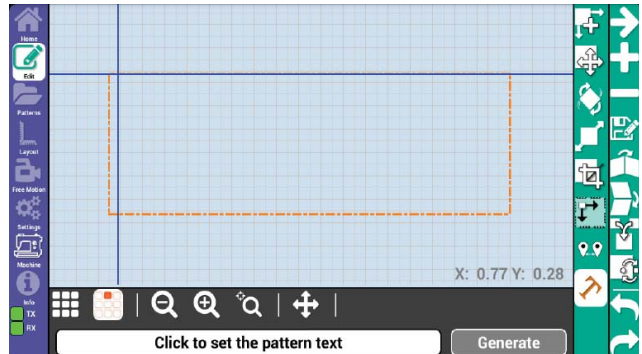 Home
Edit
Patterns
Layout
Free Motion
Settings
Machine
Info
TX
RX
X: 0.77 Y: 0.28
Click to set the pattern text
Generate